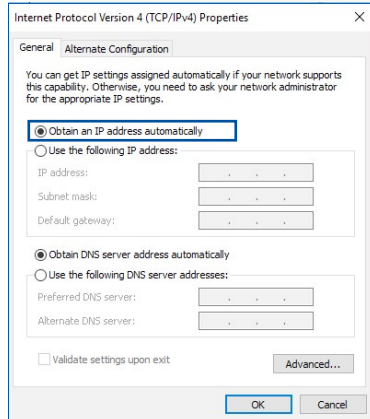 Internet Protocol Version 4 (TCP/IPv4) Properties
General
Alternate Configuration
You can get IP settings assigned automatically if your network supports
this capability. Otherwise, you need to ask your network administrator
for the appropriate IP settings.
Obtain an IP address automatically
Use the following IP address:
IP address:
Subnet mask:
Default gateway:
Obtain DNS server address automatically
Use the following DNS server addresses:
Preferred DNS server:
Alternate DNS server:
Validate settings upon exit
Advanced...
OK
Cancel